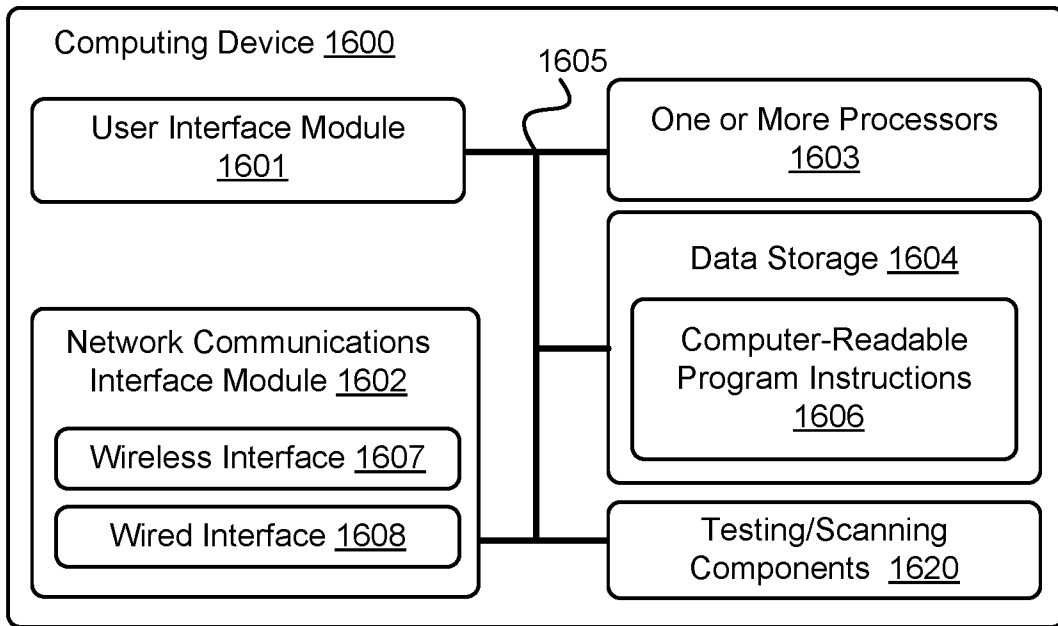 Computing Device 1600
1605
User Interface Module
1601
One or More Processors
1603
Data Storage 1604
Computer-Readable
Program Instructions
1606
Network Communications
Interface Module 1602
Wireless Interface 1607
Wired Interface 1608
Testing/Scanning
Components 1620